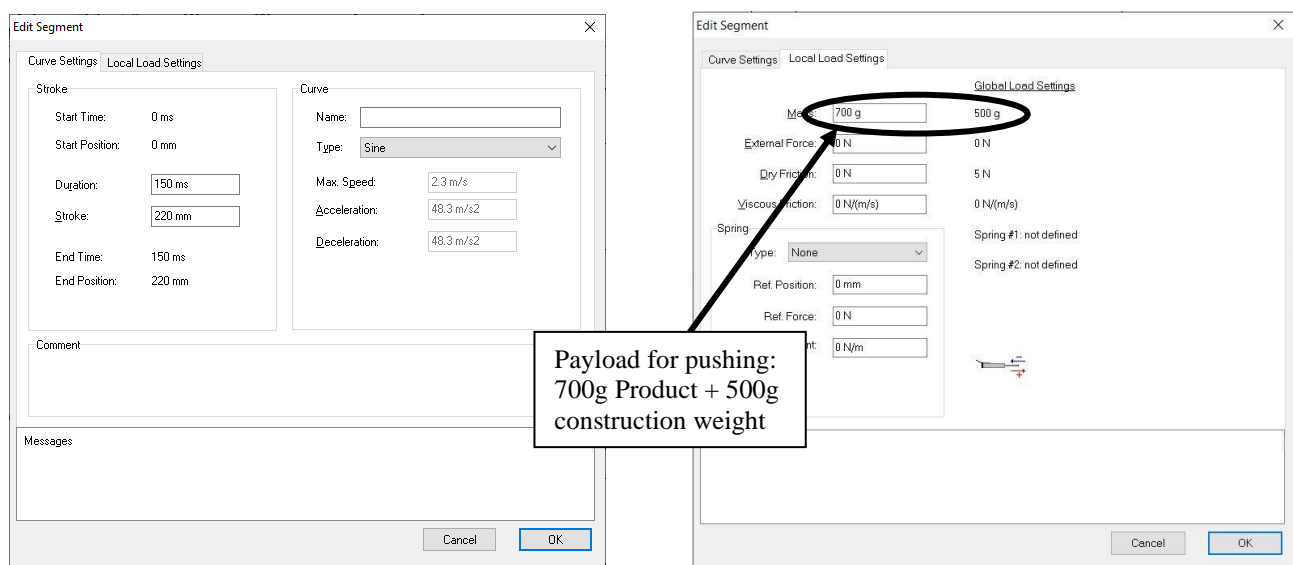 Edit Segment
Curve Settings Local Load Settings
Stroke
Start Time: 0 ms
Start Position: 0 mm
Duration: 150 ms
Stroke: 220 mm
End Time: 150 ms
End Position: 220 mm
Curve
Name:
Type: Sine
Max. Speed: 2.3 m/s
Acceleration: 48.3 m/s2
Deceleration: 48.3 m/s2
Comment
Messages
Cancel OK
Edit Segment
Curve Settings Local Load Settings
Global Load Settings
700 g 500 g
External Force: 0 N 0 N
Dry Friction: 0 N 5 N
Viscous Friction: 0 N/(m/s) 0 N/(m/s)
Spring
Type: None
Ref. Position: 0 mm
Ref. Force: 0 N
0 N/m
Spring #1: not defined
Spring #2: not defined
Payload for pushing:
700g Product + 500g
construction weight
Cancel OK